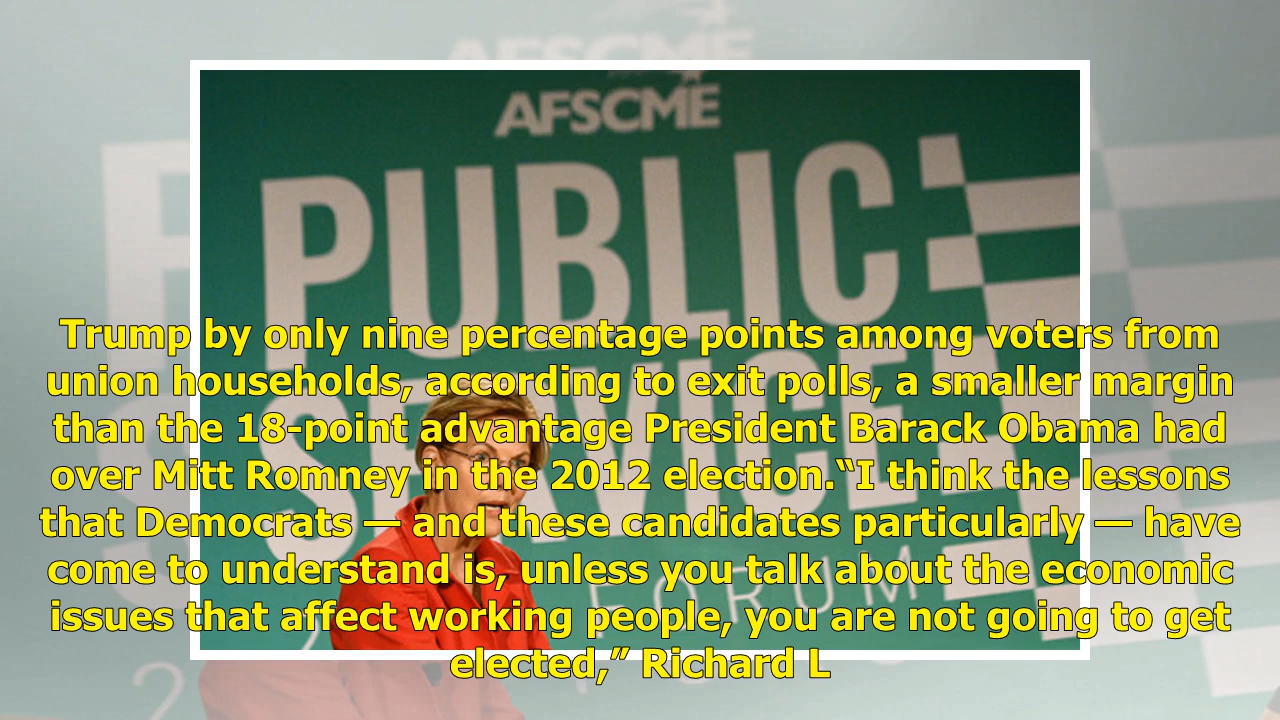 AFSCME
AFSCME
PUBLIC
SERVICE
FORUM
Trump by only nine percentage points among voters from
union households, according to exit polls, a smaller margin
than the 18-point advantage President Barack Obama had
over Mitt Romney in the 2012 election.“I think the lessons
that Democrats — and these candidates particularly — have
come to understand is, unless you talk about the economic
issues that affect working people, you are not going to get
elected,” Richard L